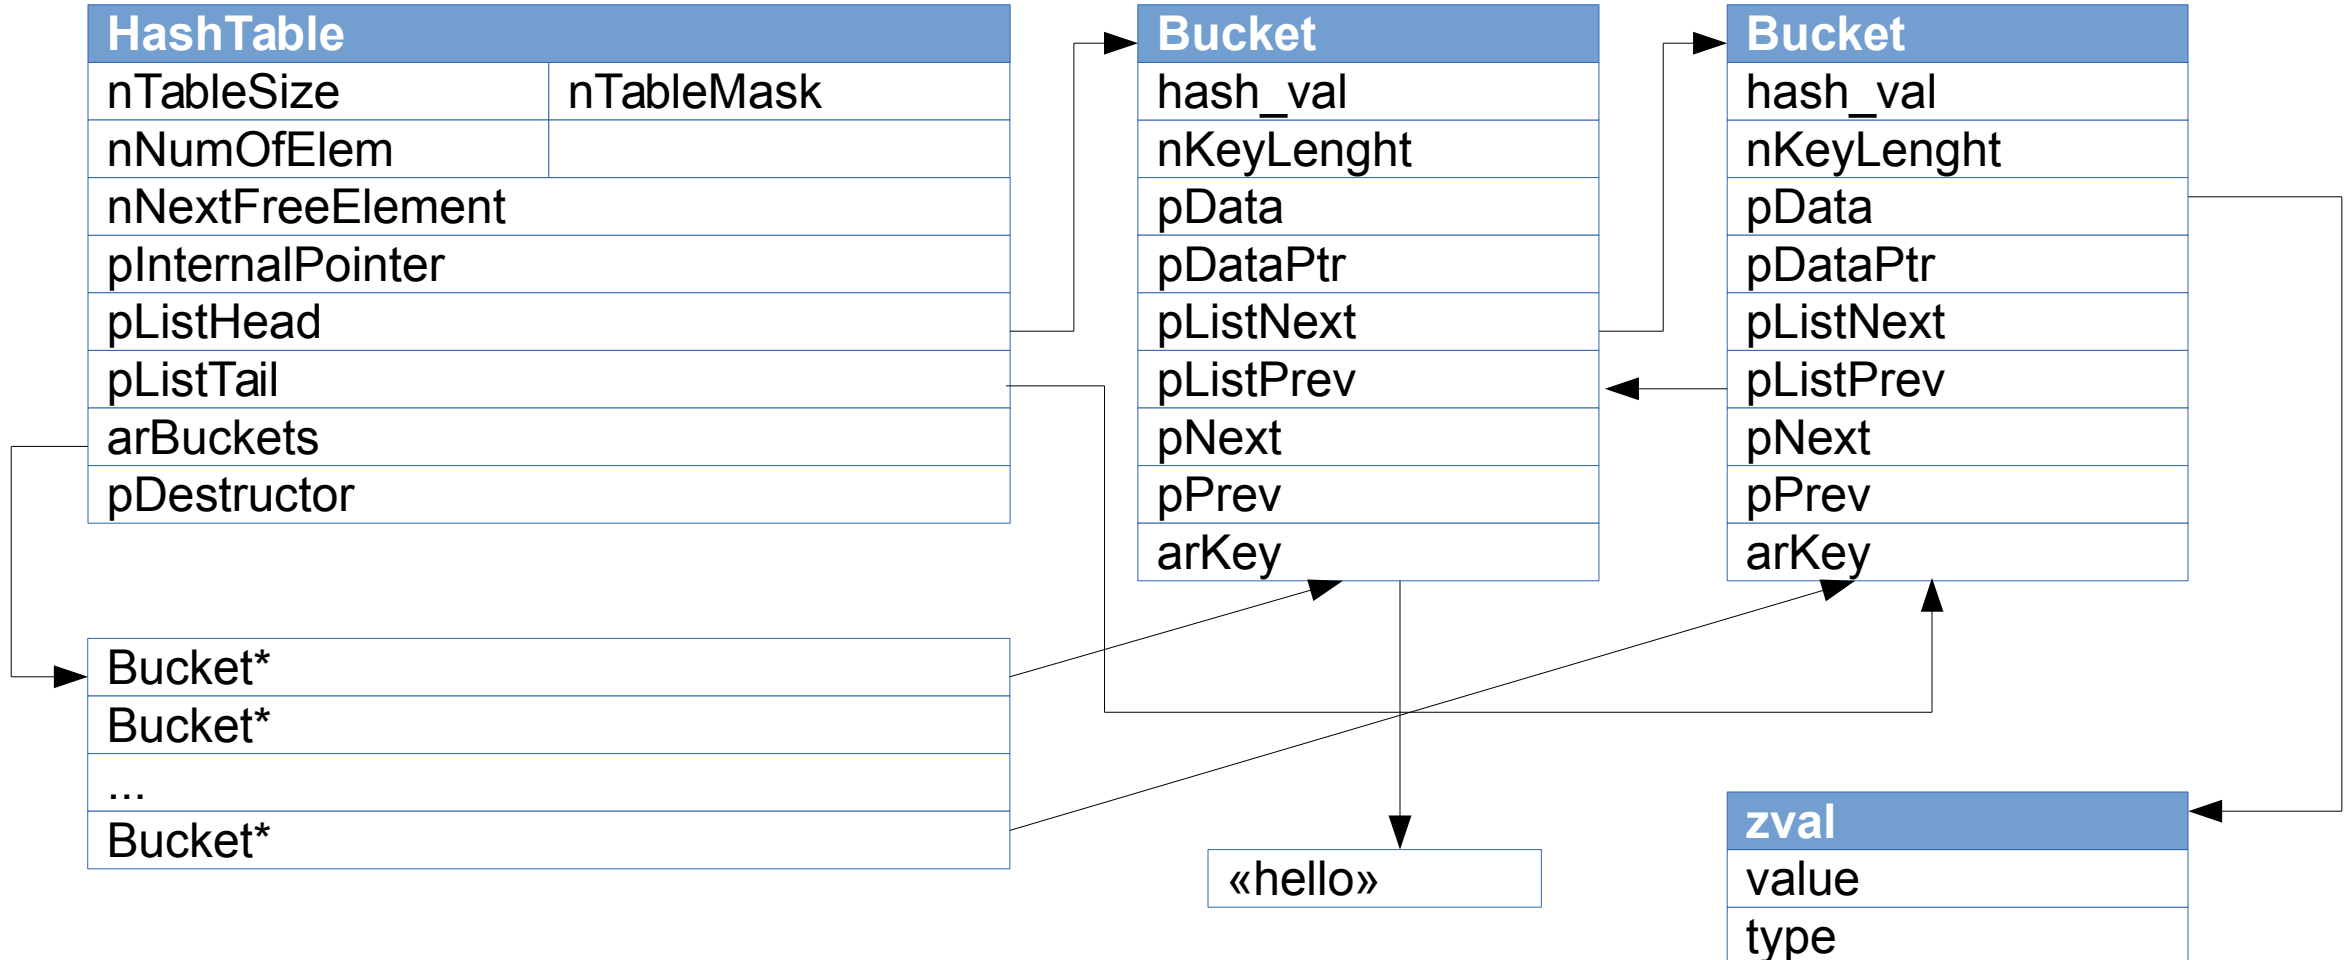 HashTable
nTableSize nTableMask
nNumOfElem
nNextFreeElement
pInternalPointer
pListHead
pListTail
arBuckets
pDestructor
Bucket*
Bucket*
...
Bucket*
Bucket
hash_val
nKeyLenght
pData
pDataPtr
pListNext
pListPrev
pNext
pPrev
arKey
«hello»
Bucket
hash_val
nKeyLenght
pData
pDataPtr
pListNext
pListPrev
pNext
pPrev
arKey
zval
value
type